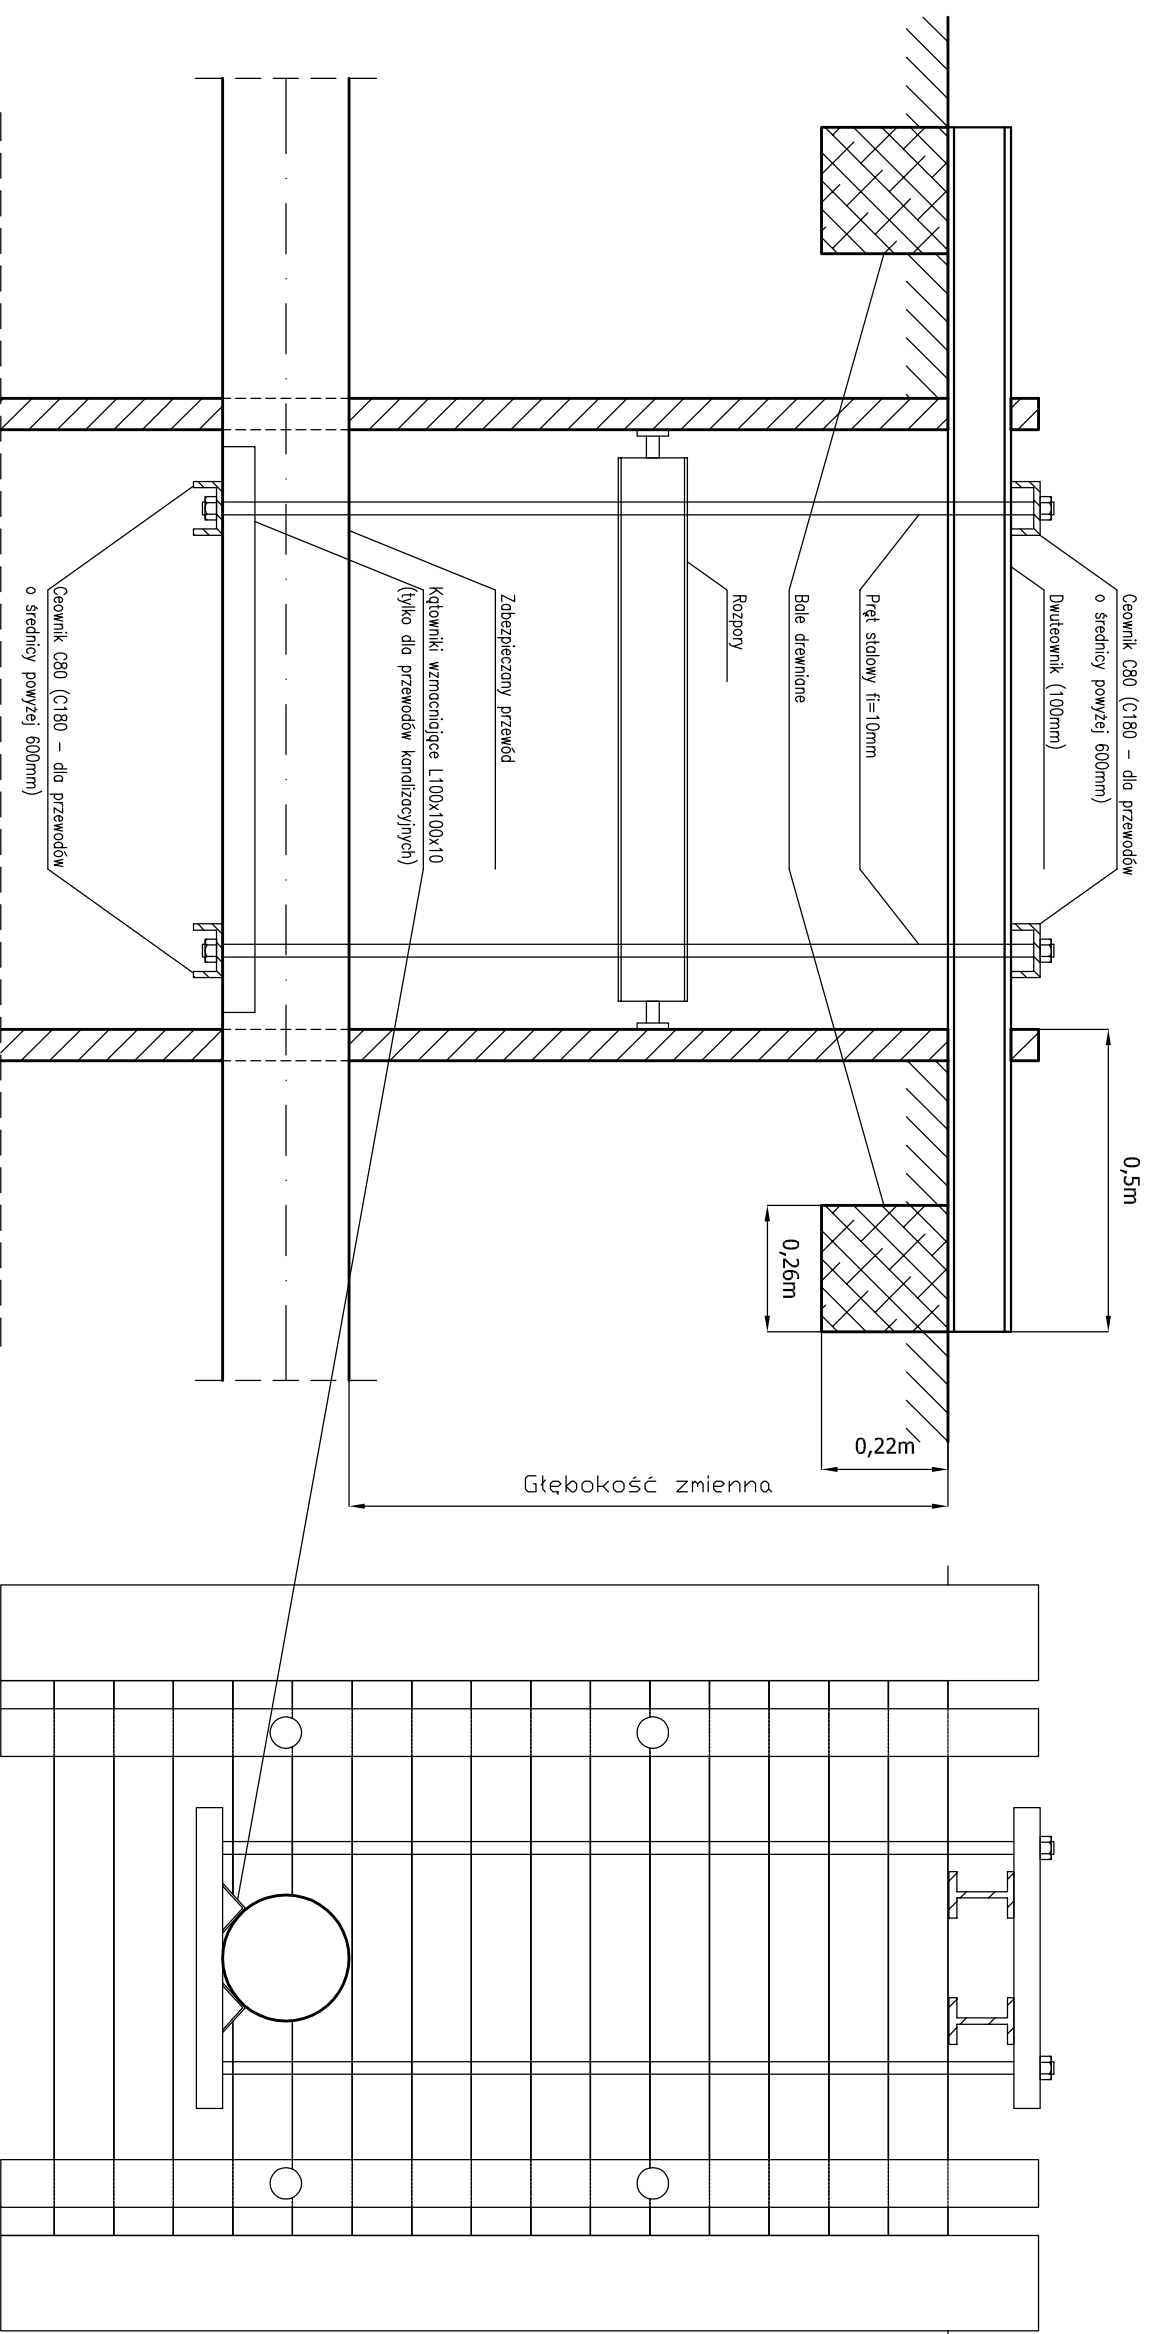 Ceownik C80 (C180 – dla przewodów
o średnicy powyżej 600mm)
Dwuteownik (100mm)
Pręt stalowy fi=10mm
Bale drewniane
Rozpory
Zabezpieczany przewód
Kątowniki wzmacniające L100x100x10
(tylko dla przewodów kanalizacyjnych)
Ceownik C80 (C180 – dla przewodów
o średnicy powyżej 600mm)
0,5m
0,26m
0,22m
Głębokość zmienna